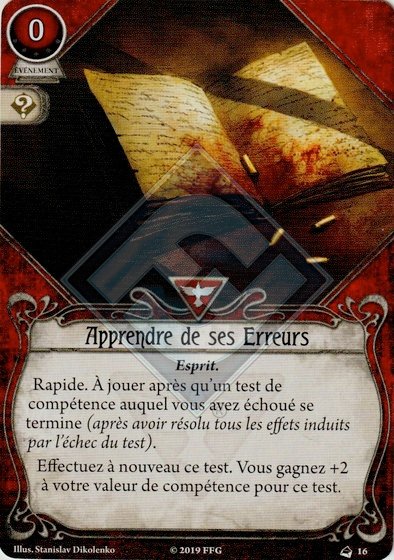 0
ÉVÉNEMENT
?
Apprendre de ses Erreurs
Esprit.
Rapide. À jouer après qu'un test de
compétence auquel vous avez échoué se
termine (après avoir résolu tous les effets induits
par l'échec du test).
Effectuez à nouveau ce test. Vous gagnez +2
à votre valeur de compétence pour ce test.
Illus. Stanislav Dikolenko
© 2019 FFG
16